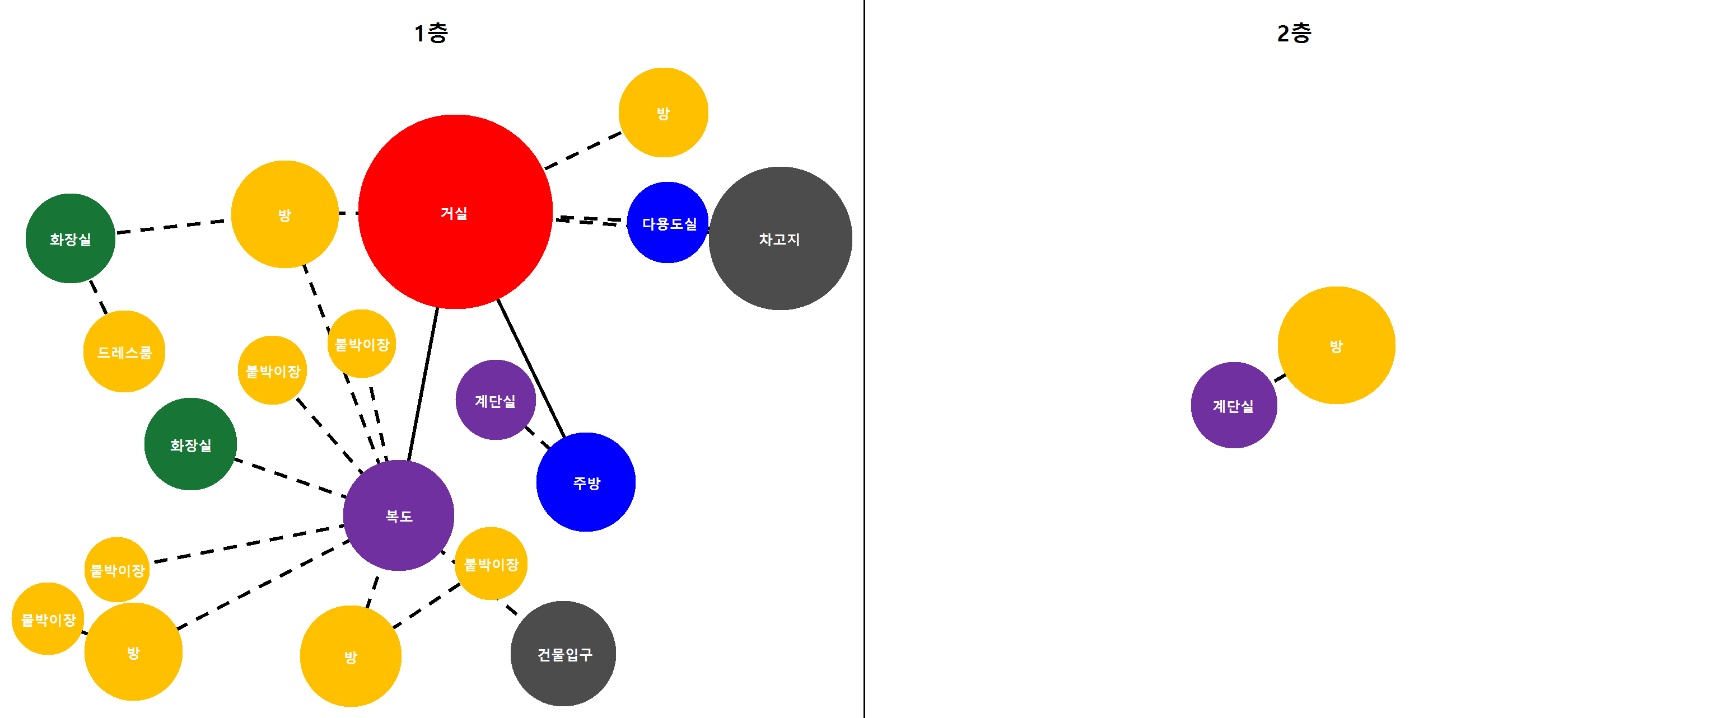 1층
2층
방
거실
방
다용도실
차고지
화장실
드레스룸
붙박이장
붙박이장
계단실
화장실
주방
복도
붙박이장
붙박이장
붙박이장
방
방
건물입구
방
계단실